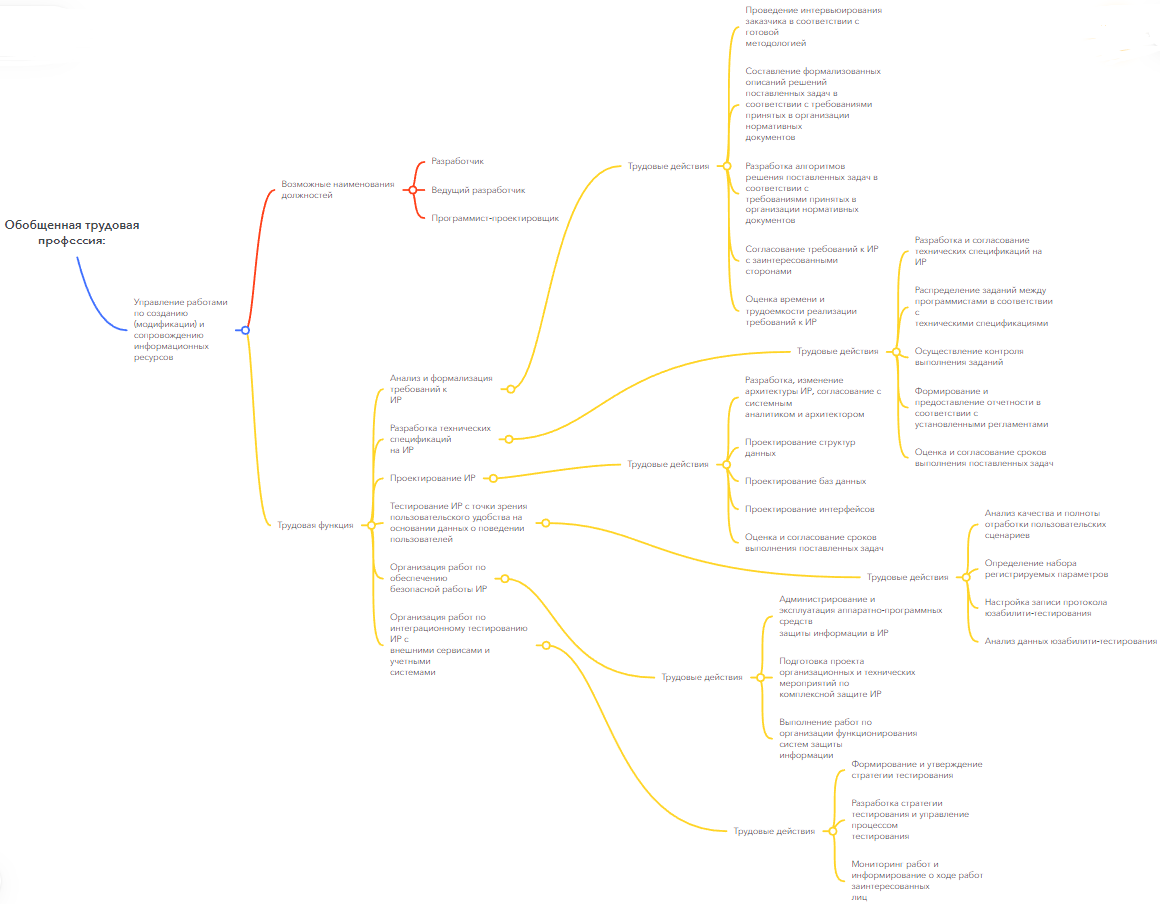 Обобщенная трудовая
профессия:
Управление работами
по созданию
(модификации) и
сопровождению
информационных
ресурсов
Возможные наименования
должностей
Разработчик
Ведущий разработчик
Программист-проектировщик
Трудовая функция
Анализ и формализация
требований к
ИР
Трудовые действия
Проведение интервьюирования
заказчика в соответствии с
готовой
методологией
Составление формализованных
описаний решений
поставленных задач в
соответствии с требованиями
принятых в организации
нормативных
документов
Разработка алгоритмов
решения поставленных задач в
соответствии с
требованиями принятых в
организации нормативных
документов
Согласование требований к ИР
с заинтересованными
сторонами
Оценка времени и
трудоемкости реализации
требований к ИР
Разработка технических
спецификаций
на ИР
Трудовые действия
Разработка и согласование
технических спецификаций на
ИР
Распределение заданий между
программистами в соответствии
с
техническими спецификациями
Осуществление контроля
выполнения заданий
Формирование и
предоставление отчетности в
соответствии с
установленными регламентами
Оценка и согласование сроков
выполнения поставленных задач
Проектирование ИР
Трудовые действия
Разработка, изменение
архитектуры ИР, согласование с
системным
аналитиком и архитектором
Проектирование структур
данных
Проектирование баз данных
Проектирование интерфейсов
Оценка и согласование сроков
выполнения поставленных задач
Тестирование ИР с точки зрения
пользовательского удобства на
основании данных о поведении
пользователей
Трудовые действия
Анализ качества и полноты
отработки пользовательских
сценариев
Определение набора
регистрируемых параметров
Настройка записи протокола
юзабилити-тестирования
Анализ данных юзабилити-тестирования
Организация работ по
обеспечению
безопасной работы ИР
Трудовые действия
Администрирование и
эксплуатация аппаратно-программных
средств
защиты информации в ИР
Подготовка проекта
организационных и технических
мероприятий по
комплексной защите ИР
Выполнение работ по
организации функционирования
систем защиты
информации
Организация работ по
интеграционному тестированию
ИР с
внешними сервисами и
учетными
системами
Трудовые действия
Формирование и утверждение
стратегии тестирования
Разработка стратегии
тестирования и управление
процессом
тестирования
Мониторинг работ и
информирование о ходе работ
заинтересованных
лиц